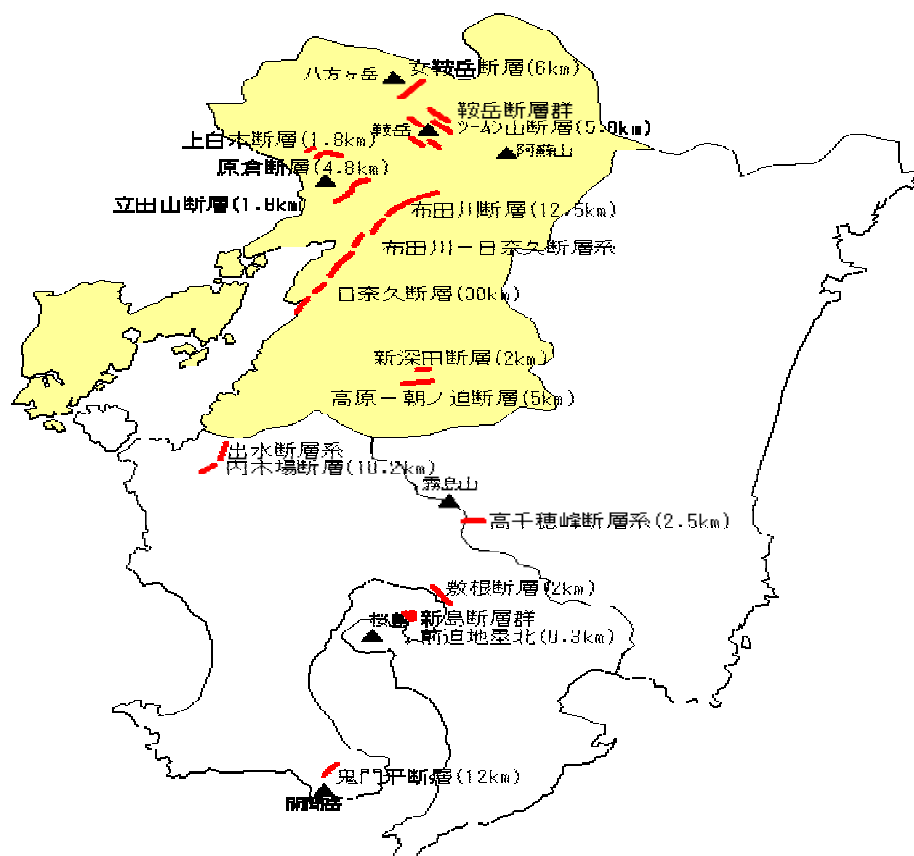 八方ヶ岳
女鞍岳断層(6km)
鞍岳断層群
鞍岳
ツームシ山断層(5.0km)
上白木断層(1.8km)
阿蘇山
原倉断層(4.8km)
立田山断層(1.8km)
布田川断層(12.5km)
布田川－日奈久断層系
日奈久断層(30km)
新深田断層(2km)
高原－朝ノ迫断層(5km)
出水断層系
内木場断層(10.2km)
霧島山
高千穂峰断層系(2.5km)
敷根断層(2km)
桜島
新島断層群
前迫地塁北(0.3km)
鬼門平断層(12km)
開聞岳